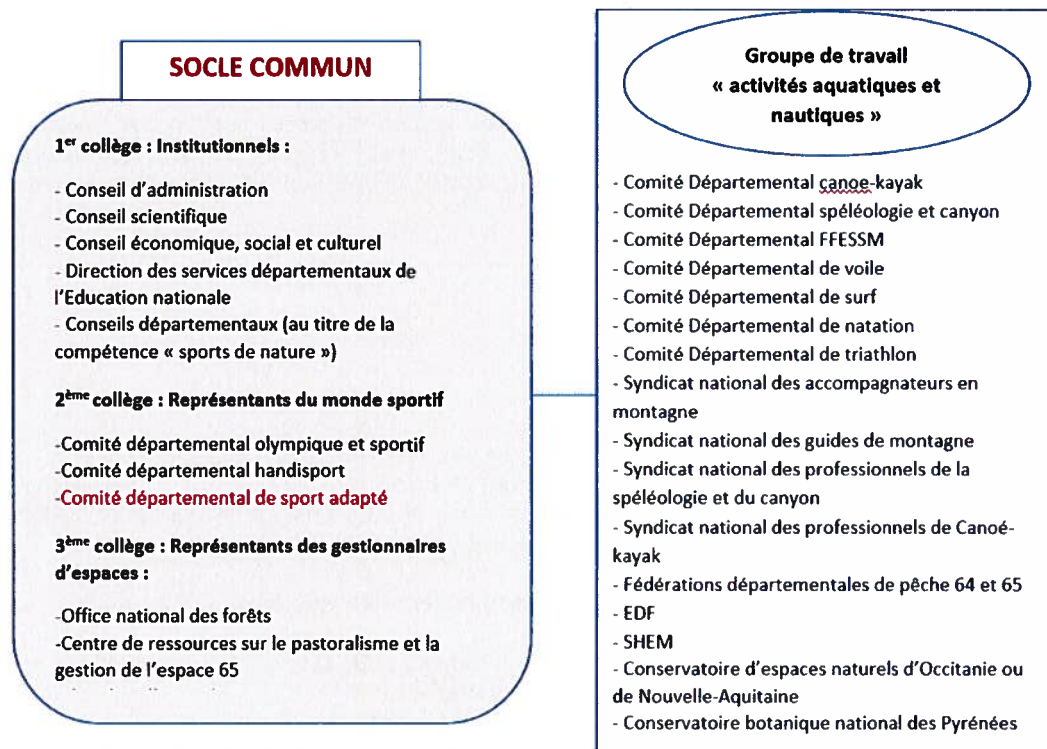 SOCLE COMMUN
1er collège : Institutionnels :
- Conseil d'administration
- Conseil scientifique
- Conseil économique, social et culturel
- Direction des services départementaux de
l'Education nationale
- Conseils départementaux (au titre de la
compétence « sports de nature »)
2ème collège : Représentants du monde sportif
-Comité départemental olympique et sportif
-Comité départemental handisport
-Comité départemental de sport adapté
3ème collège : Représentants des gestionnaires
d'espaces :
-Office national des forêts
-Centre de ressources sur le pastoralisme et la
gestion de l'espace 65
Groupe de travail
« activités aquatiques et
nautiques »
- Comité Départemental canoe-kayak
- Comité Départemental spéléologie et canyon
- Comité Départemental FFESSM
- Comité Départemental de voile
- Comité Départemental de surf
- Comité Départemental de natation
- Comité Départemental de triathlon
- Syndicat national des accompagnateurs en
montagne
- Syndicat national des guides de montagne
- Syndicat national des professionnels de la
spéléologie et du canyon
- Syndicat national des professionnels de Canoé-
kayak
- Fédérations départementales de pêche 64 et 65
- EDF
- SHEM
- Conservatoire d'espaces naturels d'Occitanie ou
de Nouvelle-Aquitaine
- Conservatoire botanique national des Pyrénées